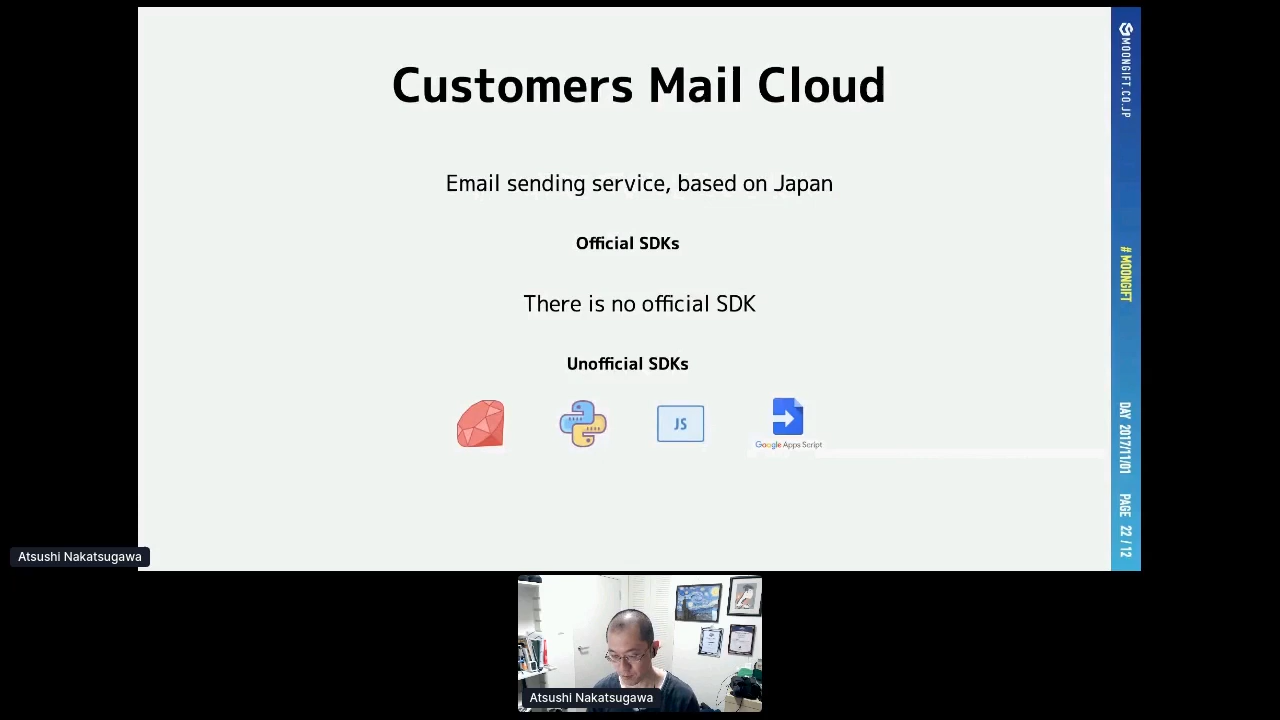 Customers Mail Cloud
Email sending service, based on Japan
Official SDKs
There is no official SDK
Unofficial SDKs
JS
Google Apps Script
MOONGIFT.CO.JP
# MOONGIFT
DAY 2017/11/01
PAGE 22 / 12
Atsushi Nakatsugawa
Atsushi Nakatsugawa